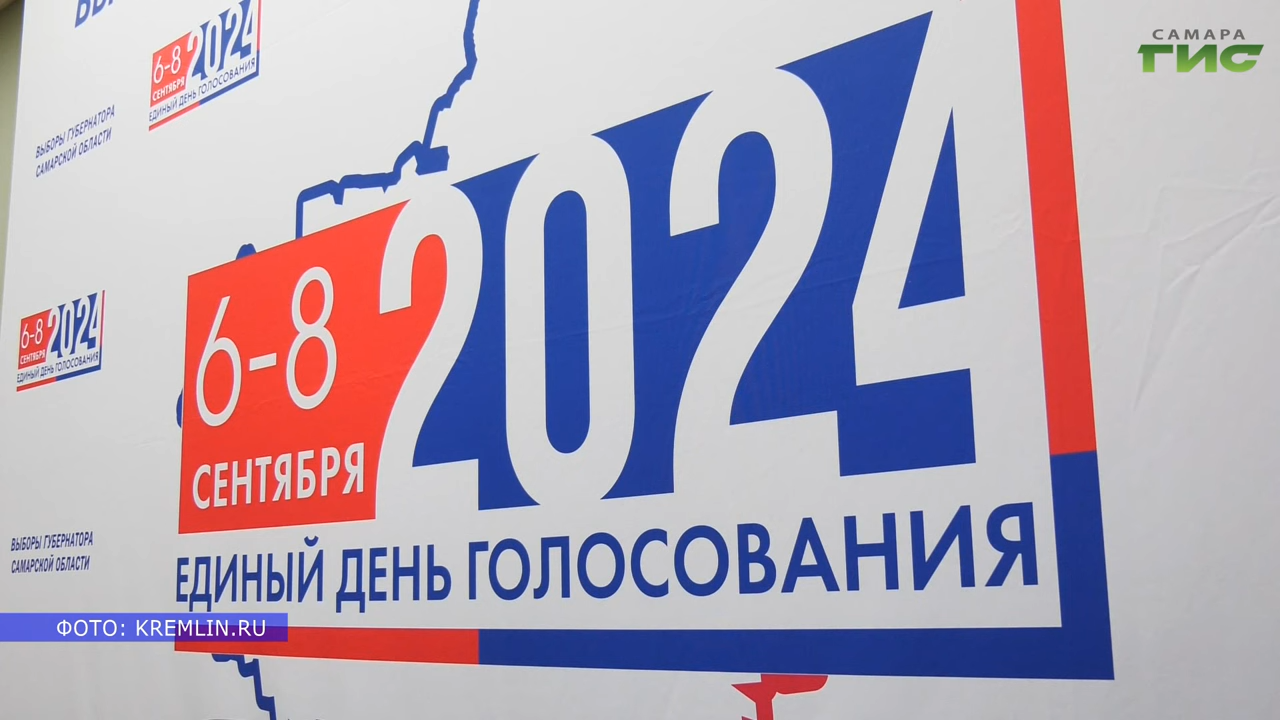 6-8
СЕНТЯБРЯ
2024
ЕДИНЫЙ ДЕНЬ ГОЛОСОВАНИЯ
6-8
СЕНТЯБРЯ
2024
ЕДИНЫЙ ДЕНЬ ГОЛОСОВАНИЯ
ВЫБОРЫ ГУБЕРНАТОРА
САМАРСКОЙ ОБЛАСТИ
6-8
СЕНТЯБРЯ
2024
ЕДИНЫЙ ДЕНЬ ГОЛОСОВАНИЯ
ВЫБОРЫ ГУБЕРНАТОРА
САМАРСКОЙ ОБЛАСТИ
САМАРА
ГИС
ФОТО: KREMLIN.RU